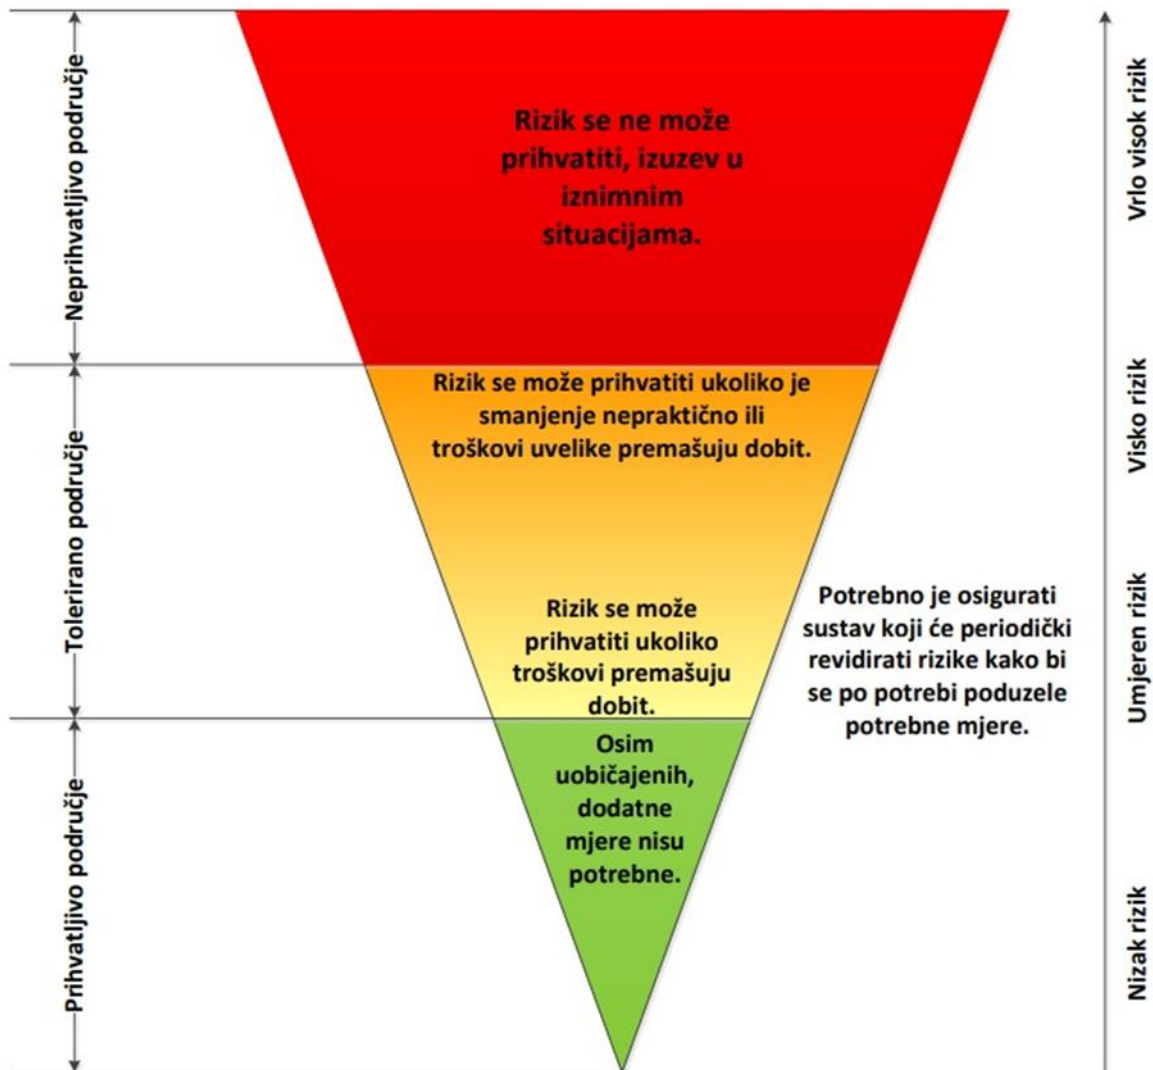 Neprihvatljivo područje
Rizik se ne može
prihvatiti, izuzev u
iznimnim
situacijama.
Vrlo visok rizik
Tolerirano područje
Rizik se može prihvatiti ukoliko je
smanjenje nepraktično ili
troškovi uvelike premašuju dobit.
Visko rizik
Rizik se može
prihvatiti ukoliko
troškovi premašuju
dobit.
Potrebno je osigurati
sustav koji će periodički
revidirati rizike kako bi
se po potrebi poduzele
potrebne mjere.
Umjeren rizik
Prihvatljivo područje
Osim
uobičajenih,
dodatne
mjere nisu
potrebne.
Nizak rizik